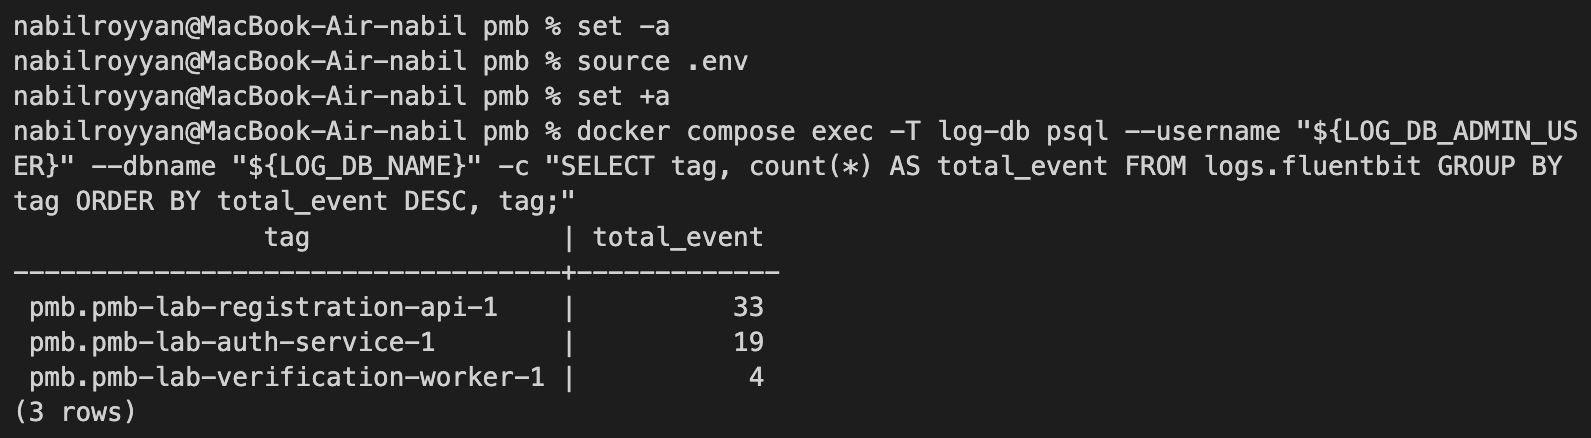 nabilroyyan@MacBook-Air-nabil pmb % set -a
nabilroyyan@MacBook-Air-nabil pmb % source .env
nabilroyyan@MacBook-Air-nabil pmb % set +a
nabilroyyan@MacBook-Air-nabil pmb % docker compose exec -T log-db psql --username "${LOG_DB_ADMIN_US
ER}" --dbname "${LOG_DB_NAME}" -c "SELECT tag, count(*) AS total_event FROM logs.fluentbit GROUP BY
tag ORDER BY total_event DESC, tag;"
                tag                | total_event
-----------------------------------+-------------
 pmb.pmb-lab-registration-api-1    |          33
 pmb.pmb-lab-auth-service-1        |          19
 pmb.pmb-lab-verification-worker-1 |           4
(3 rows)